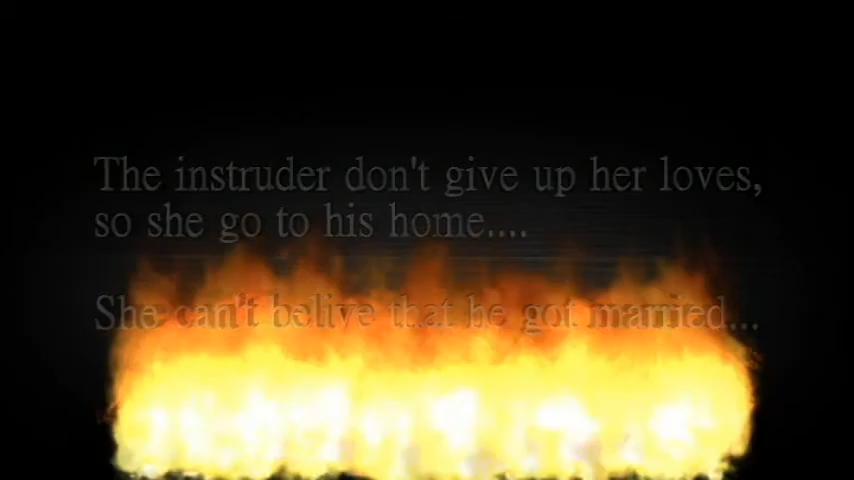 The instruder don't give up her loves,
so she go to his home....
She can't belive that he got married...